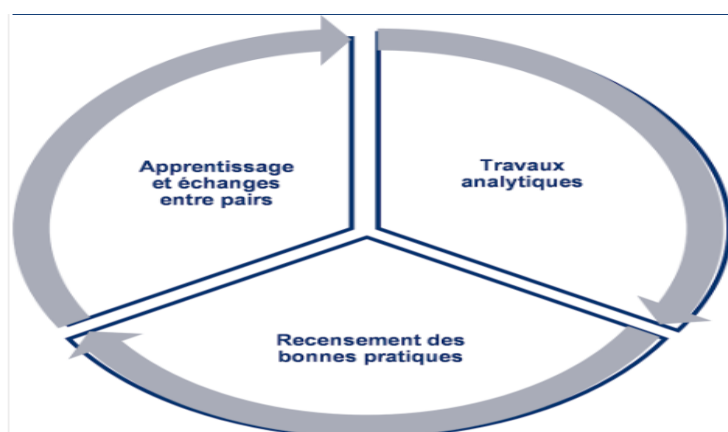 Apprentissage
et échanges
entre pairs
Travaux
analytiques
Recensement des
bonnes pratiques